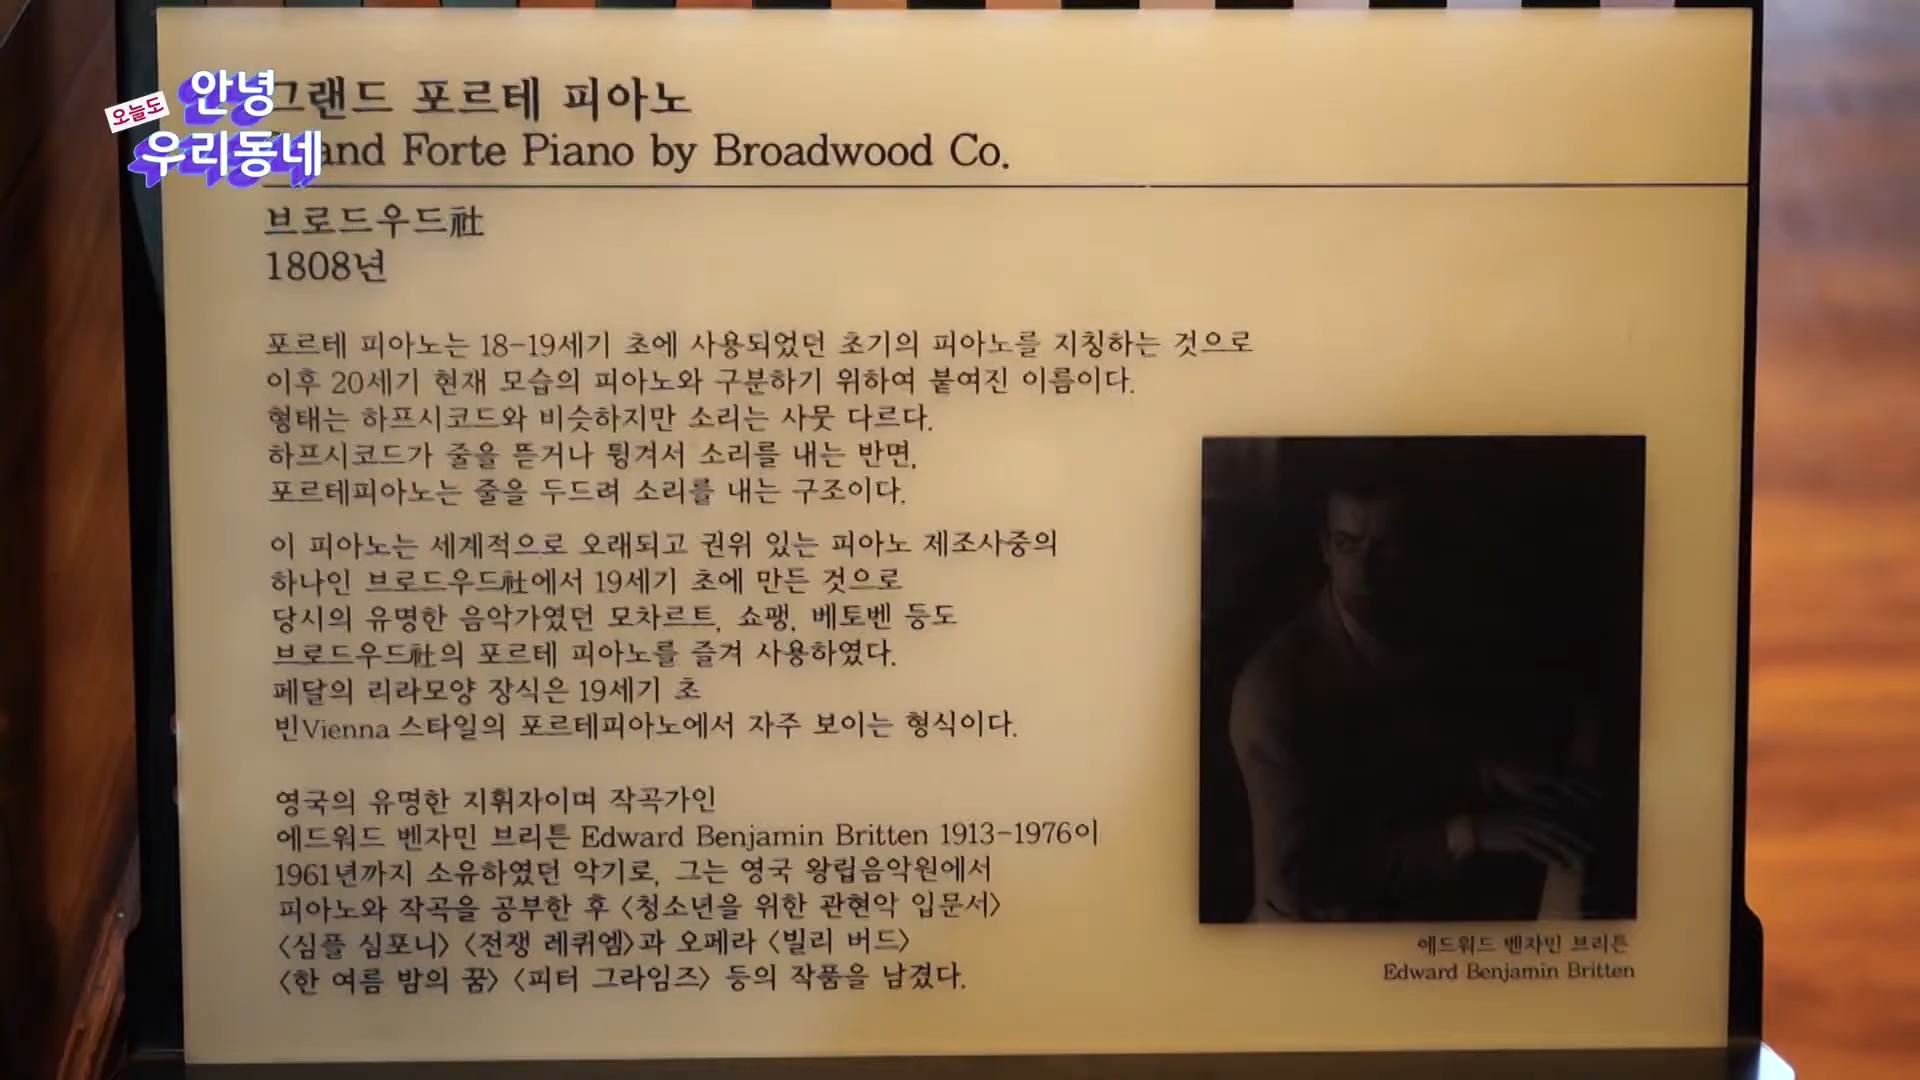 오늘도
안녕
우리동네
그랜드 포르테 피아노
and Forte Piano by Broadwood Co.
브로드우드社
1808년
포르테 피아노는 18-19세기 초에 사용되었던 초기의 피아노를 지칭하는 것으로
이후 20세기 현재 모습의 피아노와 구분하기 위하여 붙여진 이름이다.
형태는 하프시코드와 비슷하지만 소리는 사뭇 다르다.
하프시코드가 줄을 뜯거나 튕겨서 소리를 내는 반면,
포르테피아노는 줄을 두드려 소리를 내는 구조이다.
이 피아노는 세계적으로 오래되고 권위 있는 피아노 제조사중의
하나인 브로드우드社에서 19세기 초에 만든 것으로
당시의 유명한 음악가였던 모차르트, 쇼팽, 베토벤 등도
브로드우드社의 포르테 피아노를 즐겨 사용하였다.
페달의 리라모양 장식은 19세기 초
빈Vienna 스타일의 포르테피아노에서 자주 보이는 형식이다.
영국의 유명한 지휘자이며 작곡가인
에드워드 벤자민 브리튼 Edward Benjamin Britten 1913-1976이
1961년까지 소유하였던 악기로, 그는 영국 왕립음악원에서
피아노와 작곡을 공부한 후 〈청소년을 위한 관현악 입문서〉
〈심플 심포니〉 〈전쟁 레퀴엠〉과 오페라 〈빌리 버드〉
〈한 여름 밤의 꿈〉 〈피터 그라임즈〉 등의 작품을 남겼다.
에드워드 벤자민 브리튼
Edward Benjamin Britten